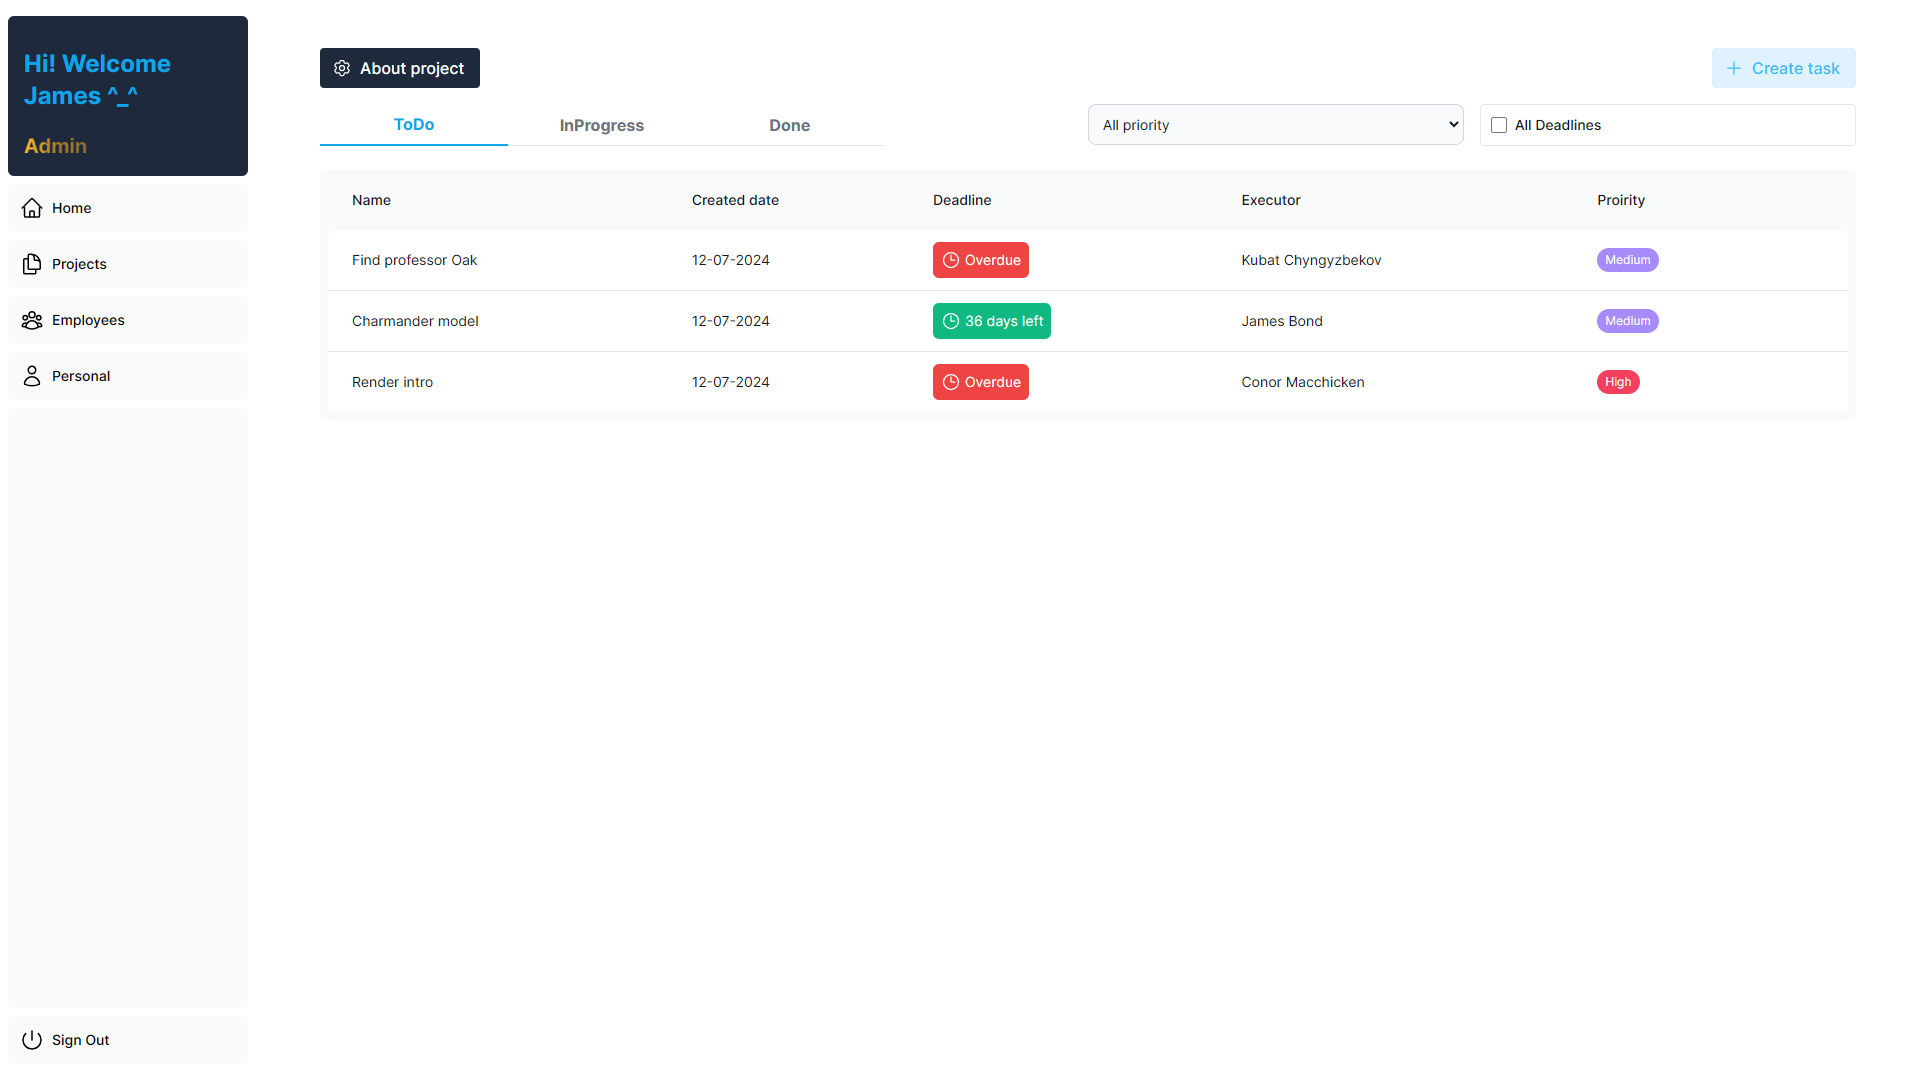 Hi! Welcome
James ^_^
Admin
Home
Projects
Employees
Personal
Sign Out
About project
Create task
ToDo InProgress Done
All priority
All Deadlines
Name Created date Deadline Executor Proirity
Find professor Oak 12-07-2024 Overdue Kubat Chyngyzbekov Medium
Charmander model 12-07-2024 36 days left James Bond Medium
Render intro 12-07-2024 Overdue Conor Macchicken High